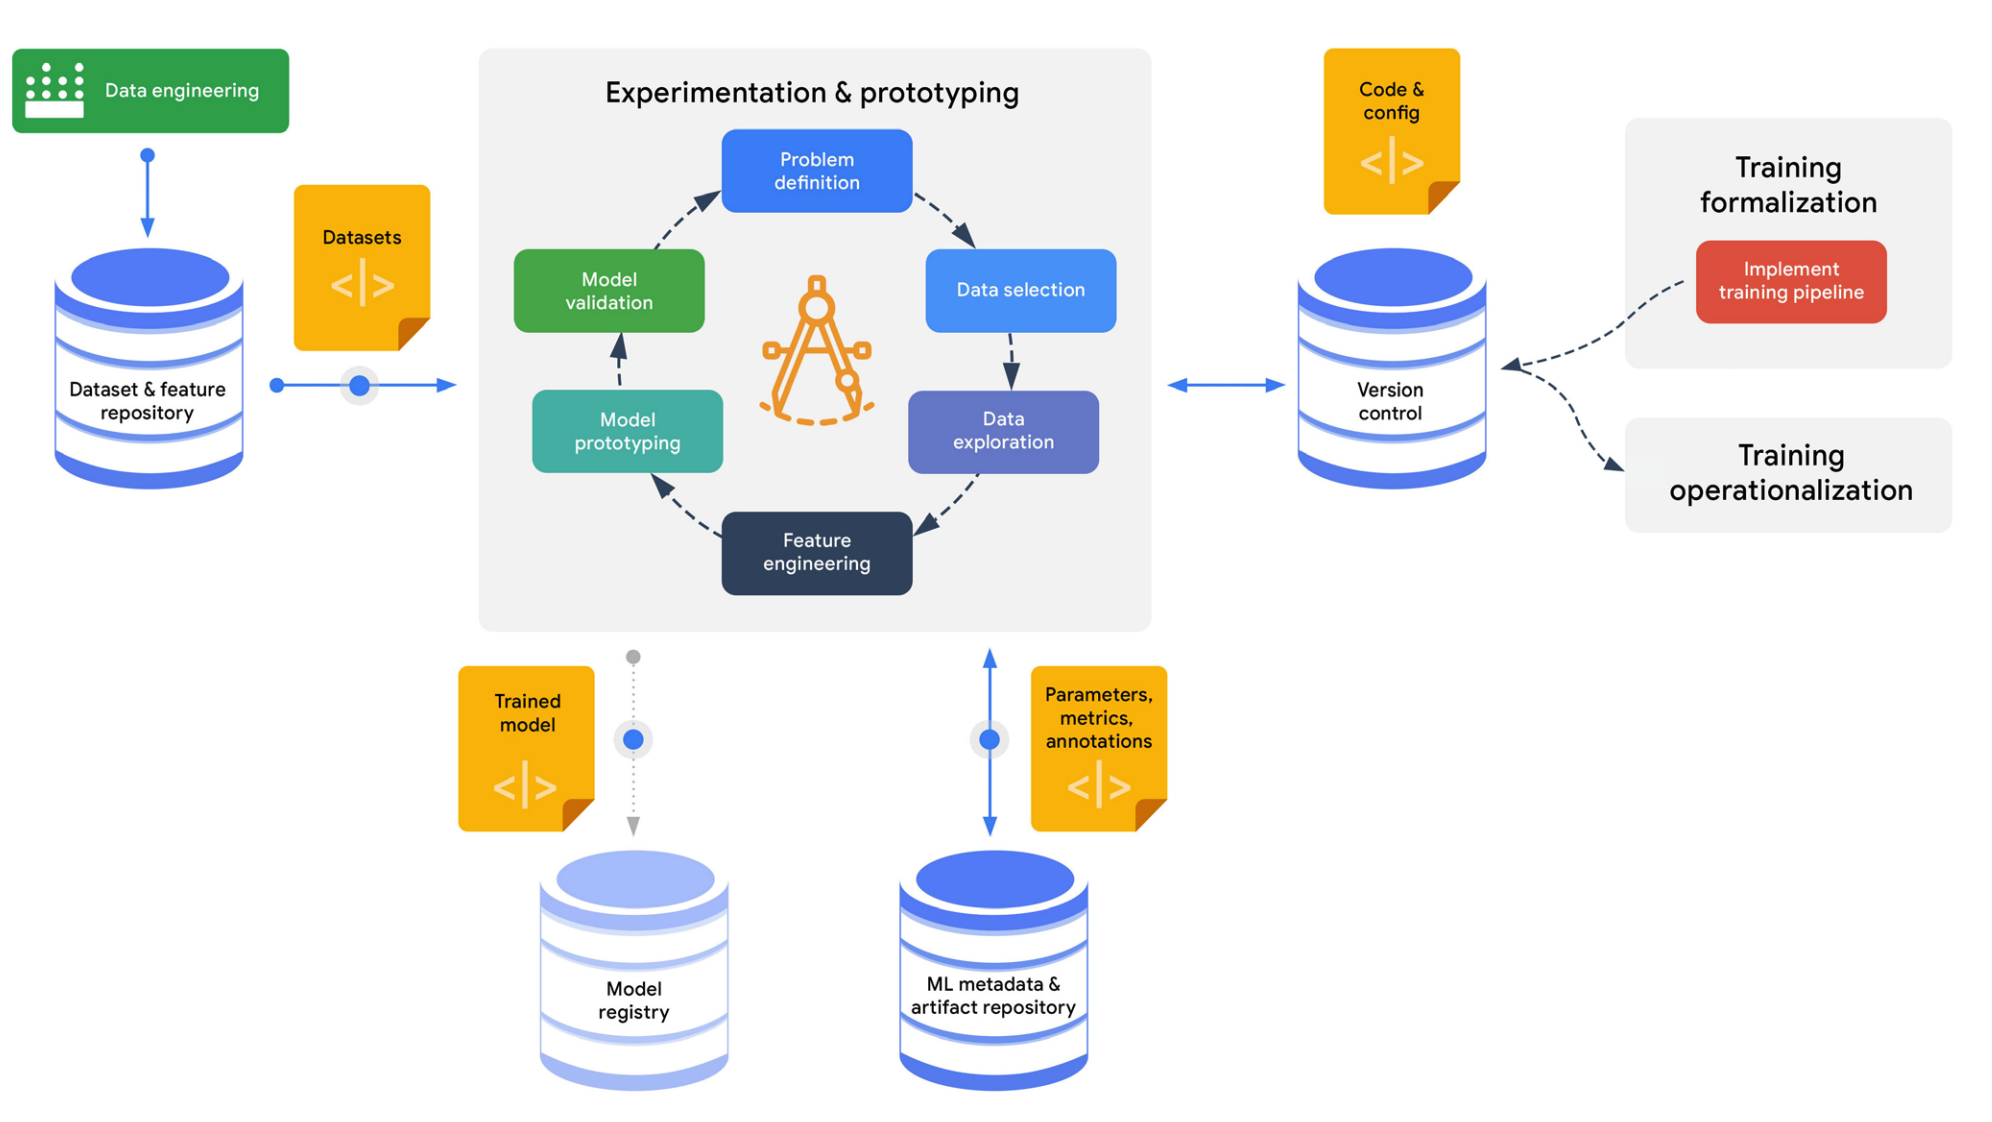 Data engineering
Datasets
</>
Dataset & feature
repository
Experimentation & prototyping
Problem
definition
Data selection
Data
exploration
Feature
engineering
Model
prototyping
Model
validation
Code &
config
<|>
Version
control
Training
formalization
Implement
training pipeline
Training
operationalization
Trained
model
<|>
Model
registry
Parameters,
metrics,
annotations
<|>
ML metadata &
artifact repository